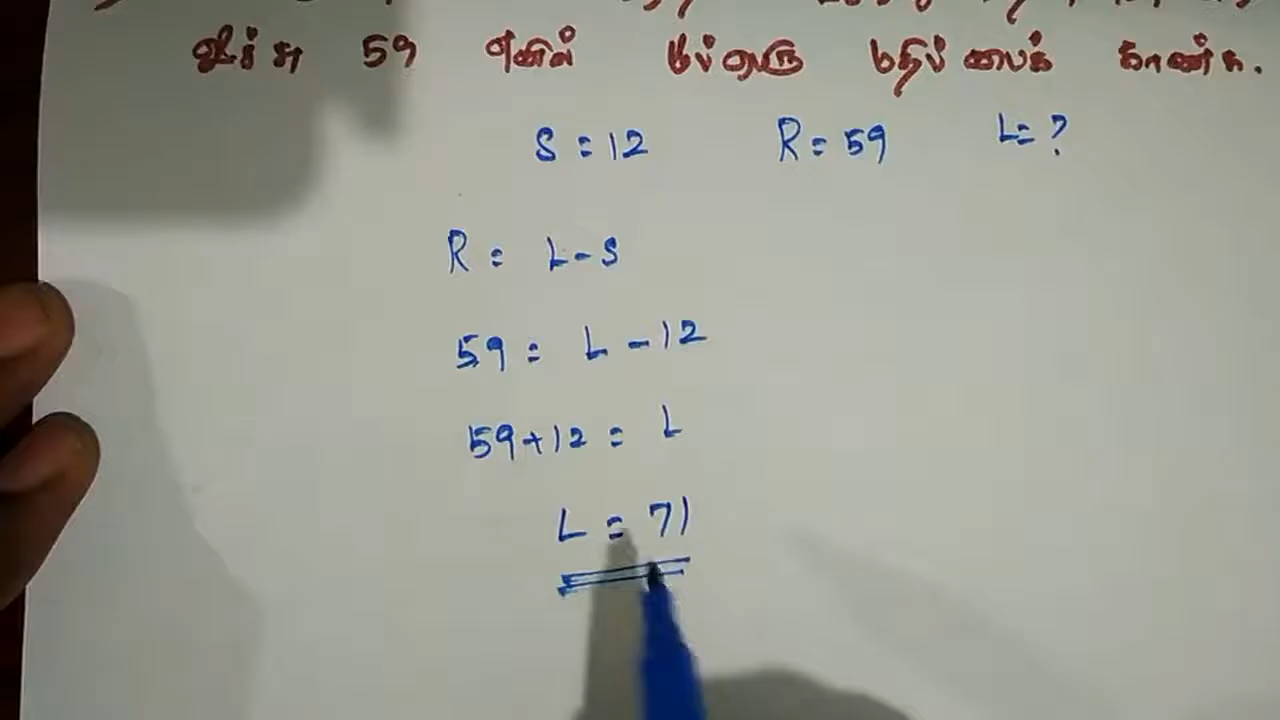 வீச்சு 59 எனில் மீப்பெரு மதிப்பைக் காண்க.
S = 12 R = 59 L = ?
R = L - S
59 = L - 12
59 + 12 = L
L = 71